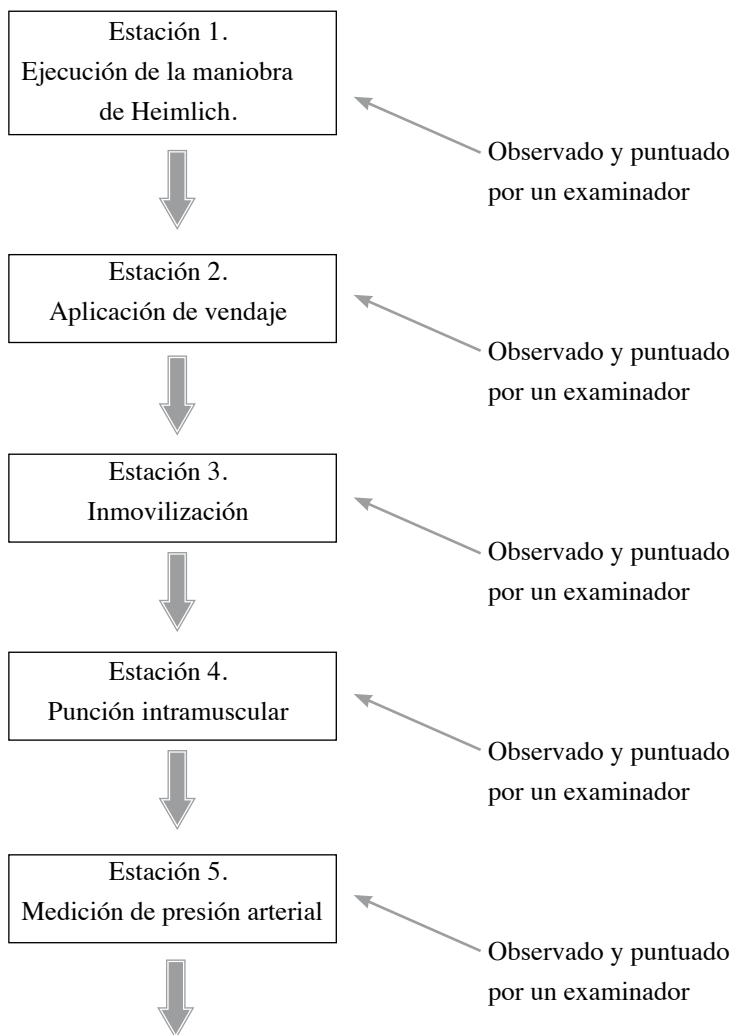 Estación 1.
Ejecución de la maniobra
de Heimlich.
Observado y puntuado
por un examinador
Estación 2.
Aplicación de vendaje
Observado y puntuado
por un examinador
Estación 3.
Inmovilización
Observado y puntuado
por un examinador
Estación 4.
Punción intramuscular
Observado y puntuado
por un examinador
Estación 5.
Medición de presión arterial
Observado y puntuado
por un examinador